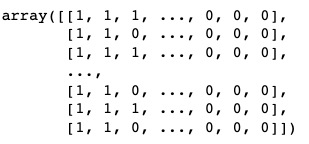 array([[1, 1, 1, ..., 0, 0, 0],
       [1, 1, 0, ..., 0, 0, 0],
       [1, 1, 1, ..., 0, 0, 0],
       ...,
       [1, 1, 0, ..., 0, 0, 0],
       [1, 1, 1, ..., 0, 0, 0],
       [1, 1, 0, ..., 0, 0, 0]])